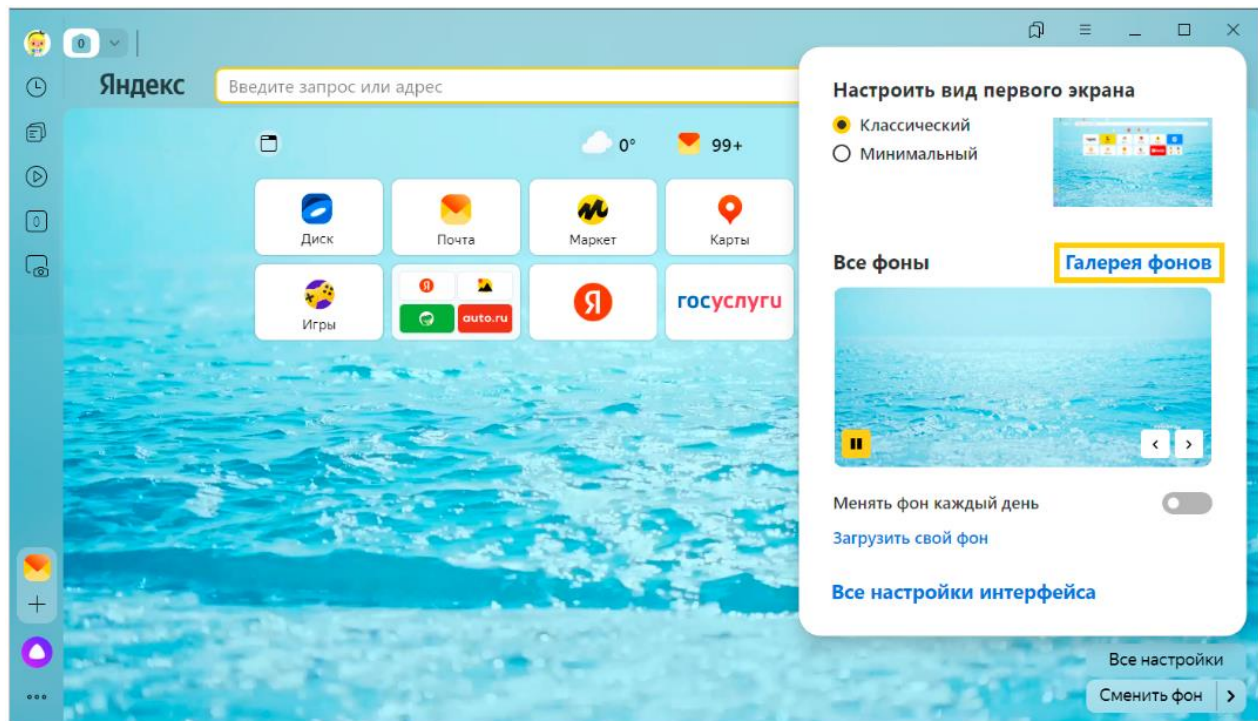 0
Яндекс
Введите запрос или адрес
0°
99+
Диск
Почта
Маркет
Карты
Игры
Я
auto.ru
Я
госуслуги
0
Настроить вид первого экрана
Классический
Минимальный
Все фоны
Галерея фонов
Менять фон каждый день
Загрузить свой фон
Все настройки интерфейса
Все настройки
Сменить фон